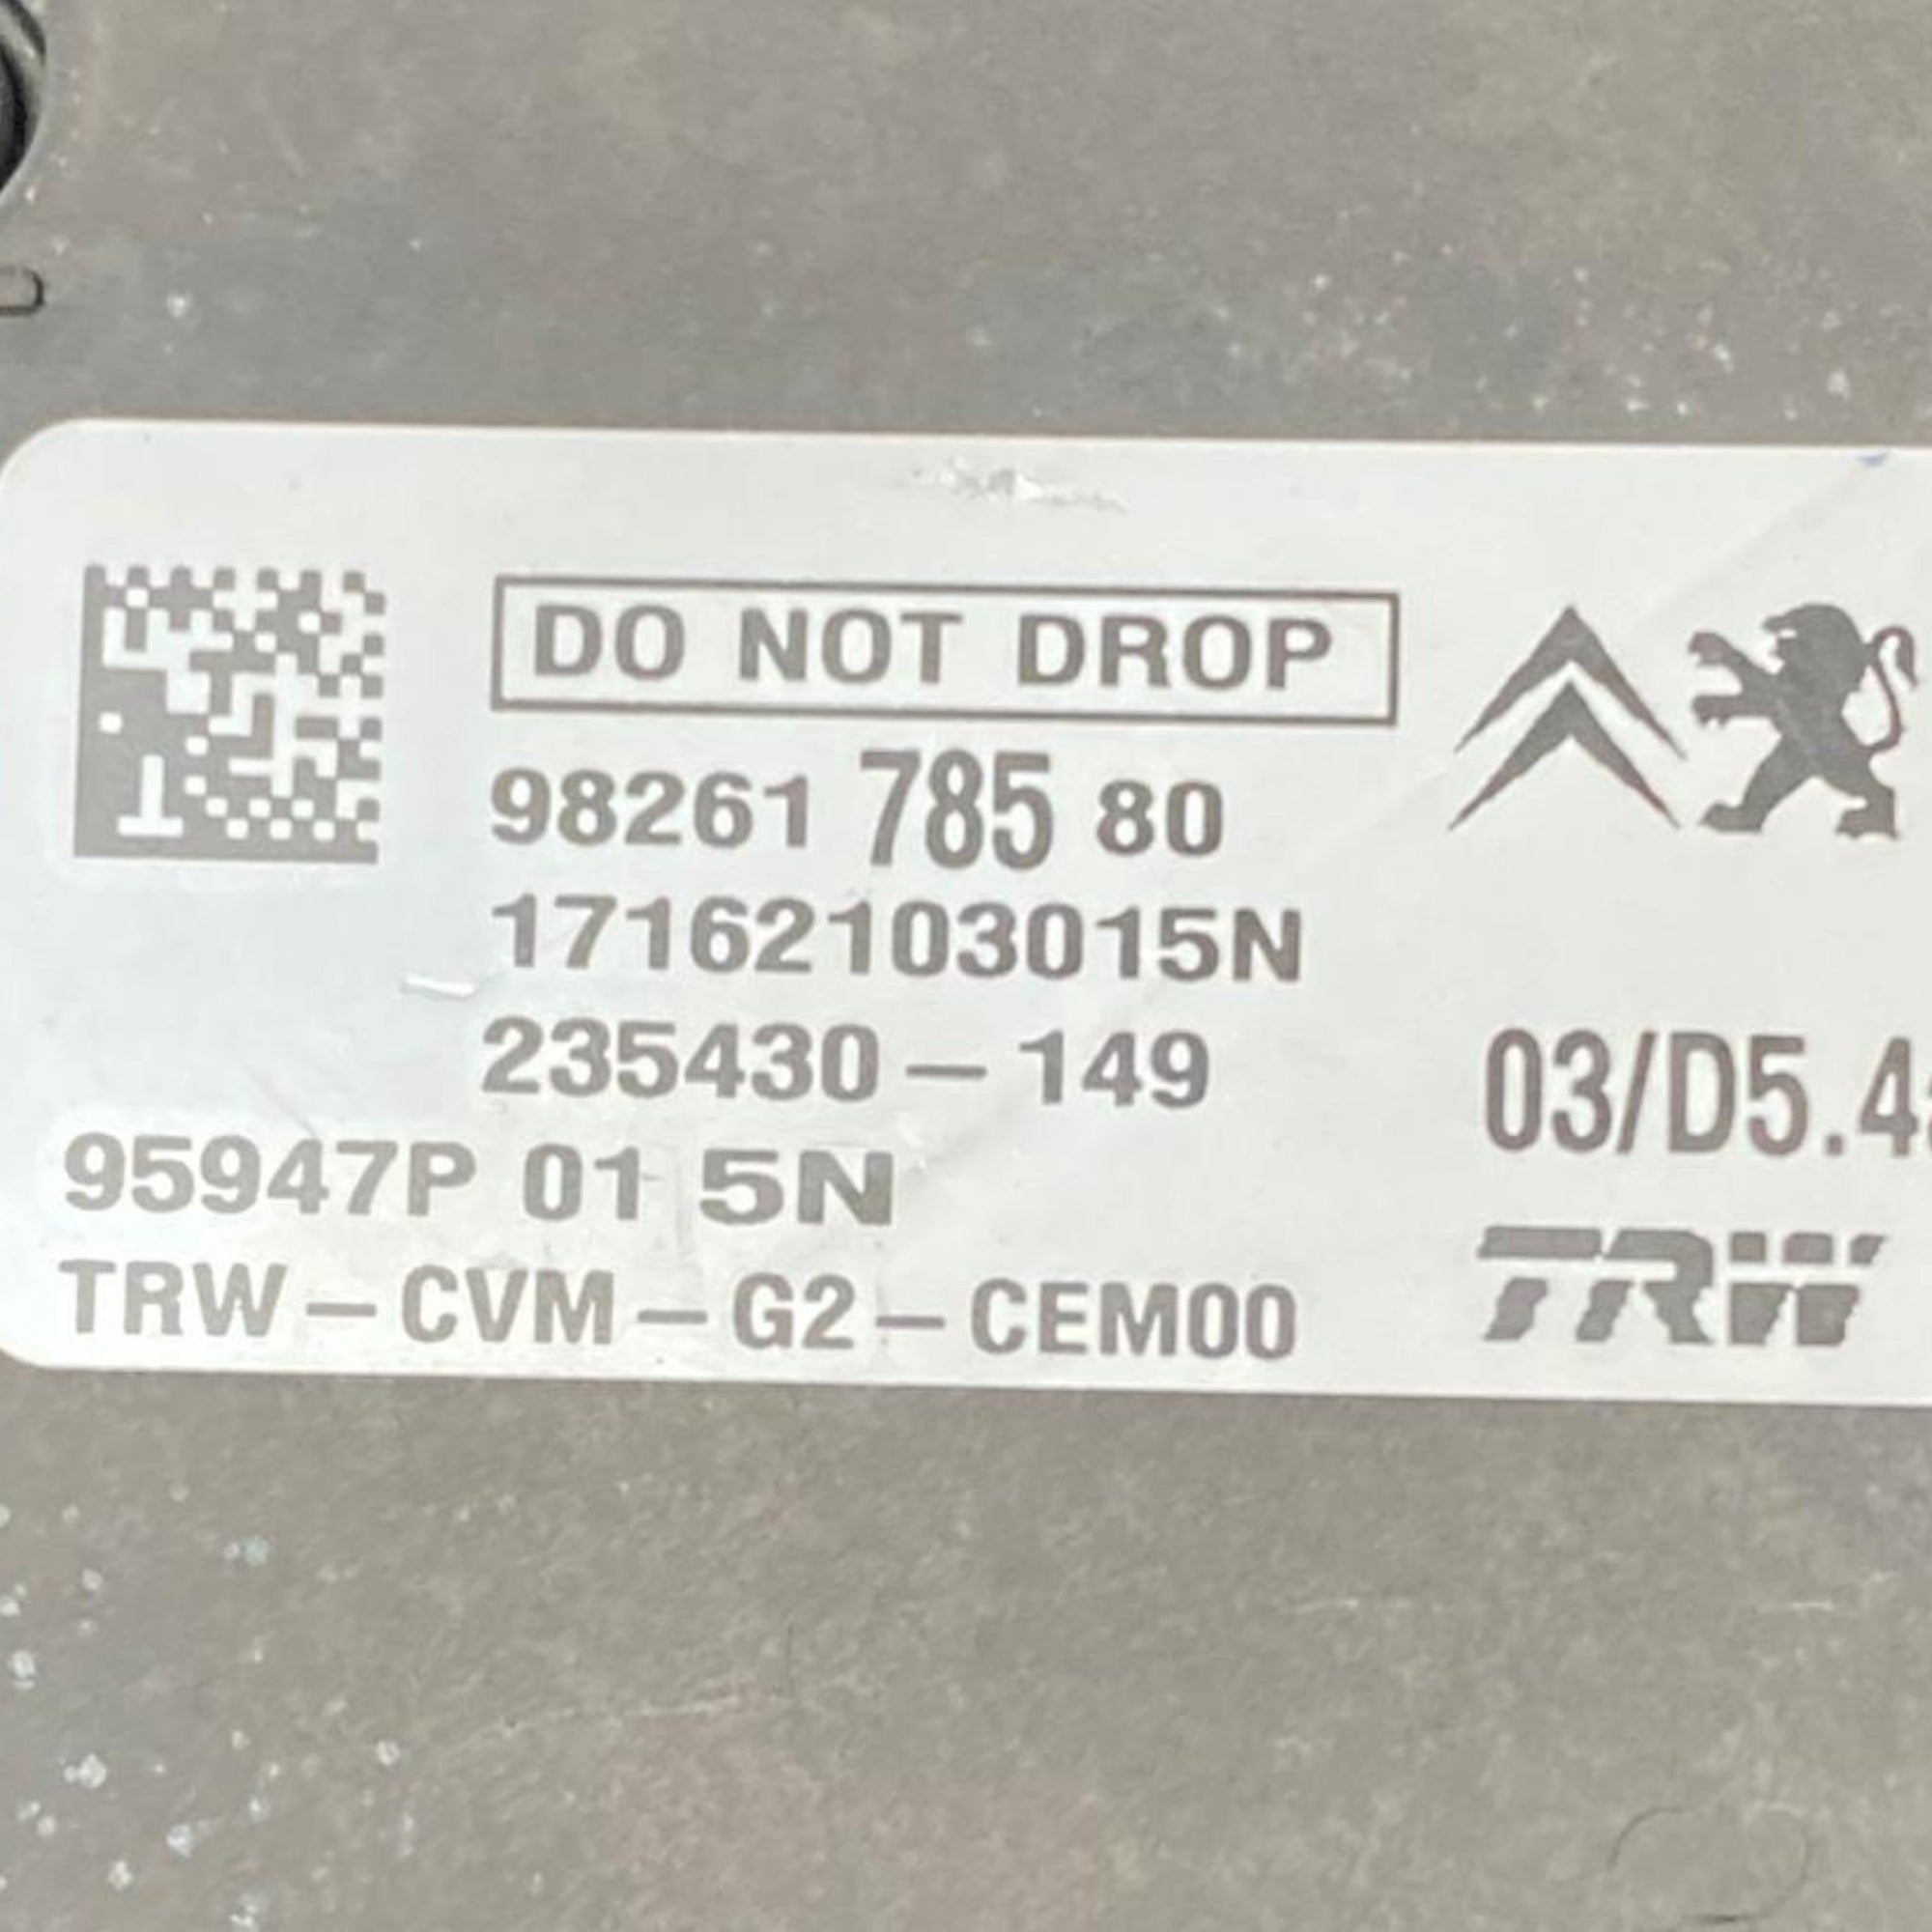 DO NOT DROP
98261 785 80
17162103015N
235430-149
03/D5.4
95947P 01 5N
TRW-CVM-G2-CEM00
TRW